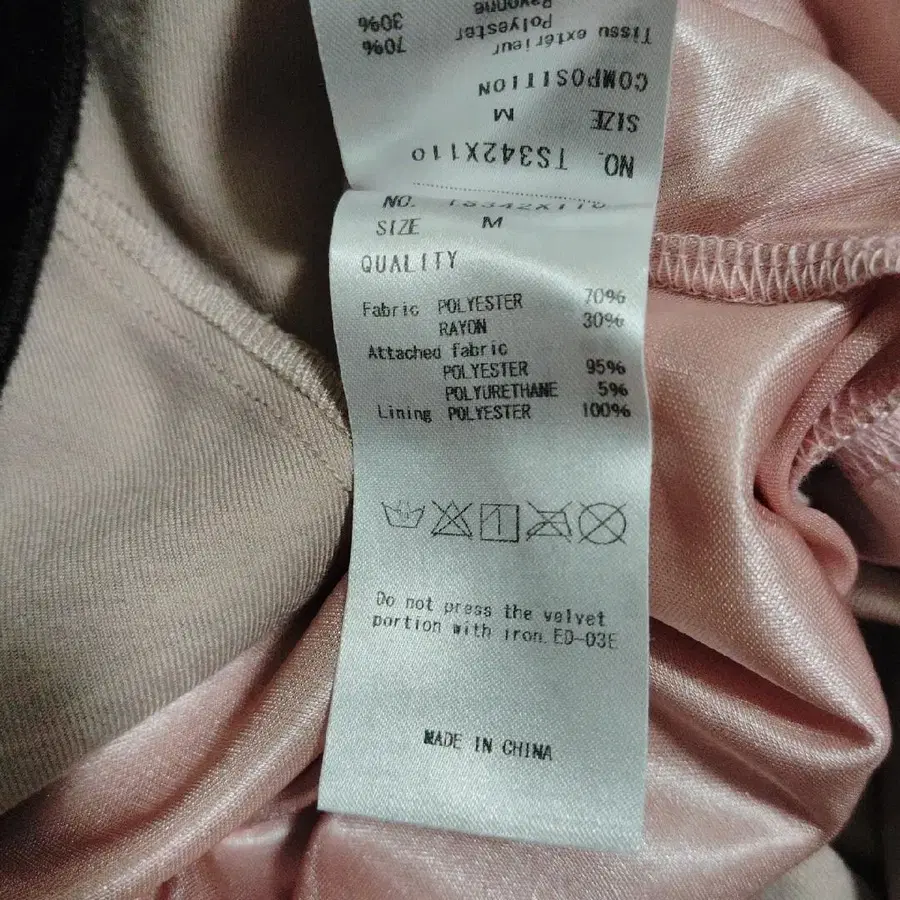 NO. TS342X110
SIZE M
COMPOSITION
Tissu extérieur
Polyester 70%
Rayonne 30%
NO. TS342X110
SIZE M
QUALITY
Fabric POLYESTER 70%
RAYON 30%
Attached fabric
POLYESTER 95%
POLYURETHANE 5%
Lining POLYESTER 100%
Do not press the velvet
portion with iron.ED-03E
MADE IN CHINA